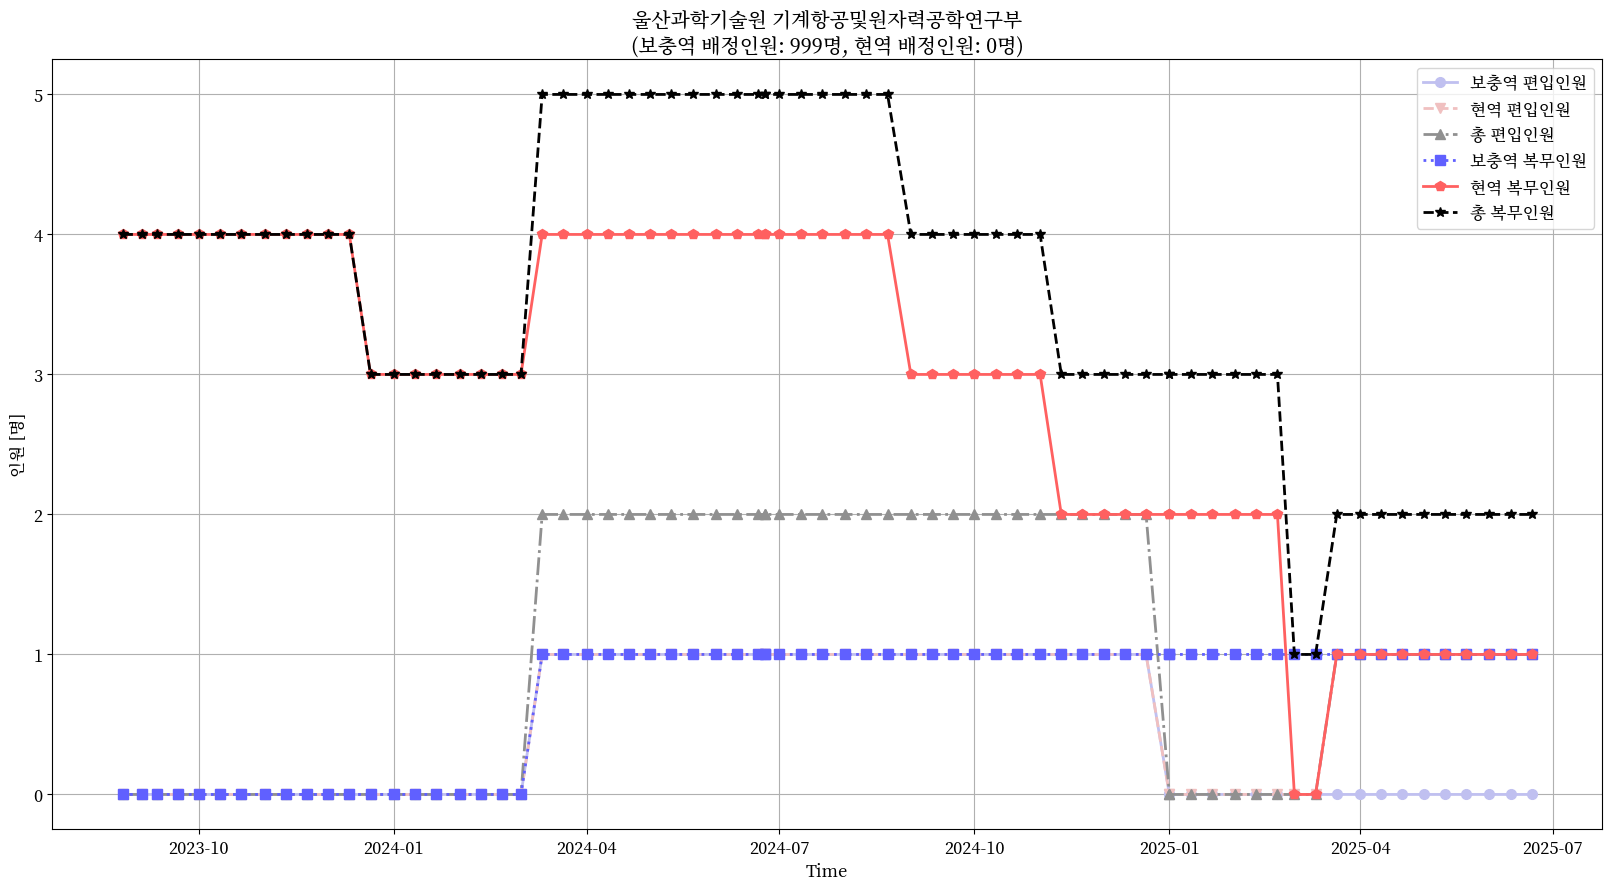 울산과학기술원 기계항공및원자력공학연구부
(보충역 배정인원: 999명, 현역 배정인원: 0명)
보충역 편입인원
현역 편입인원
총 편입인원
보충역 복무인원
현역 복무인원
총 복무인원
인원 [명]
5
4
3
2
1
0
2023-10
2024-01
2024-04
2024-07
2024-10
2025-01
2025-04
2025-07
Time